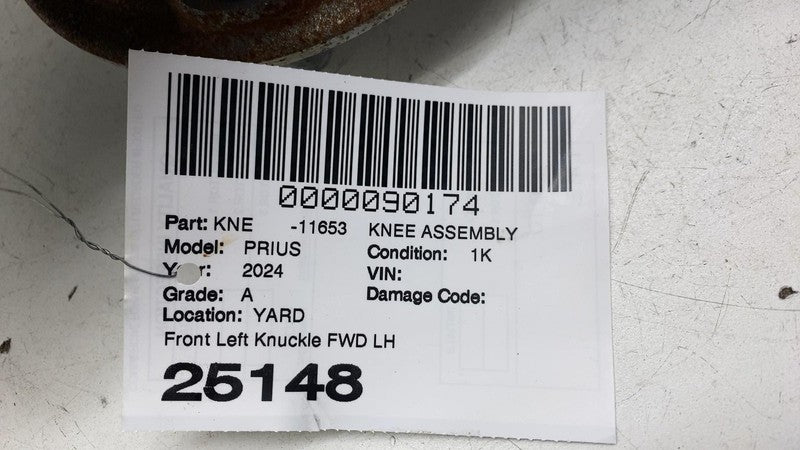 0000090174
Part: KNE -11653 KNEE ASSEMBLY
Model: PRIUS Condition: 1K
Year: 2024 VIN:
Grade: A Damage Code:
Location: YARD
Front Left Knuckle FWD LH
25148